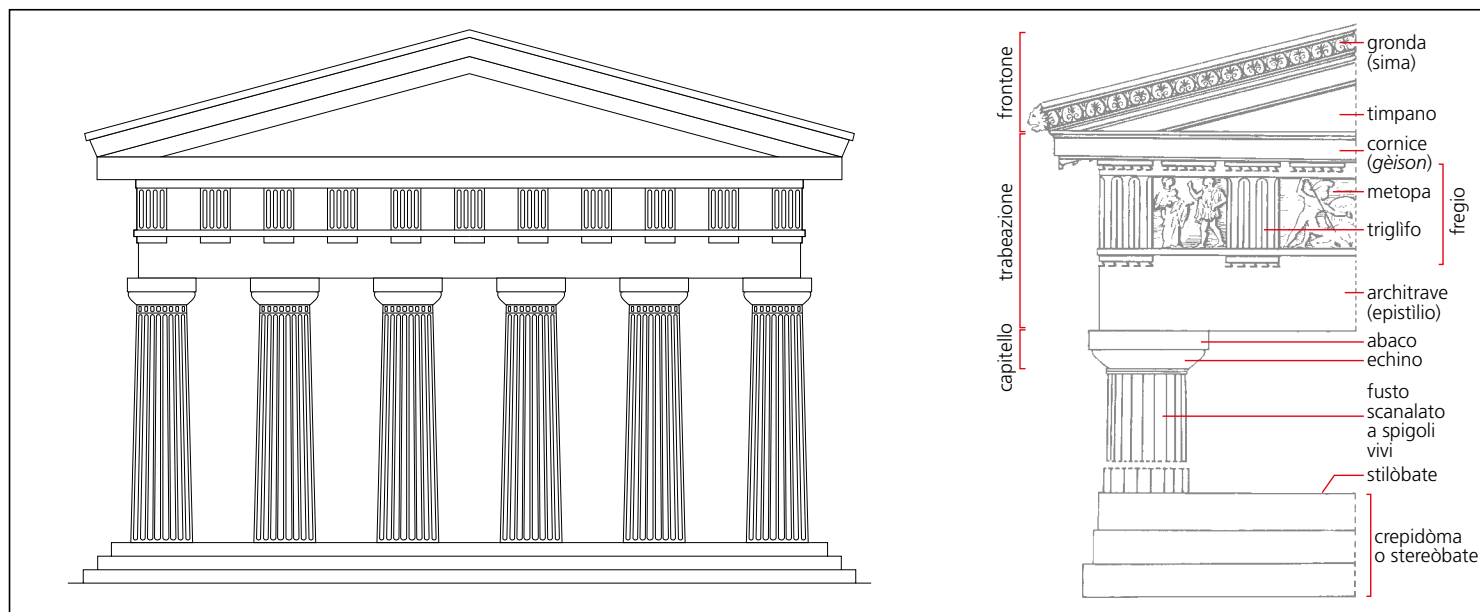 frontone
trabeazione
capitello
gronda
(sima)
timpano
cornice
(gèison)
metopa
triglìfo
fregio
architrave
(epistilio)
abaco
echino
fusto
scanalato
a spigoli
vivi
stilòbate
crepidòma
o stereòbate